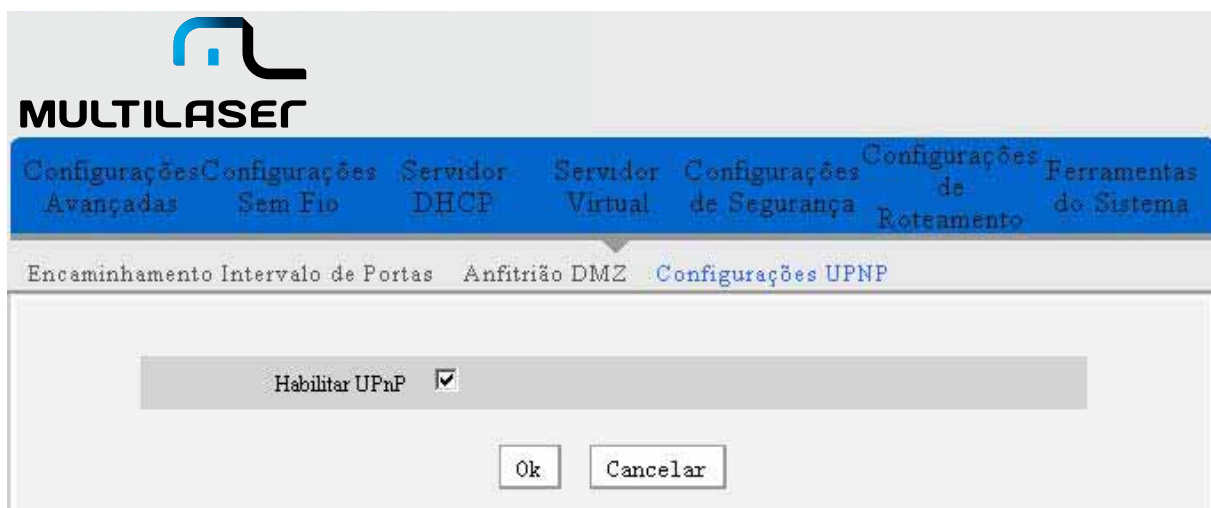 MULTILASER
Configurações Avançadas
Configurações Sem Fio
Servidor DHCP
Servidor Virtual
Configurações de Segurança
Configurações de Roteamento
Ferramentas do Sistema
Encaminhamento Intervalo de Portas
Anfitrião DMZ
Configurações UPNP
Habilitar UPnP
Ok
Cancelar